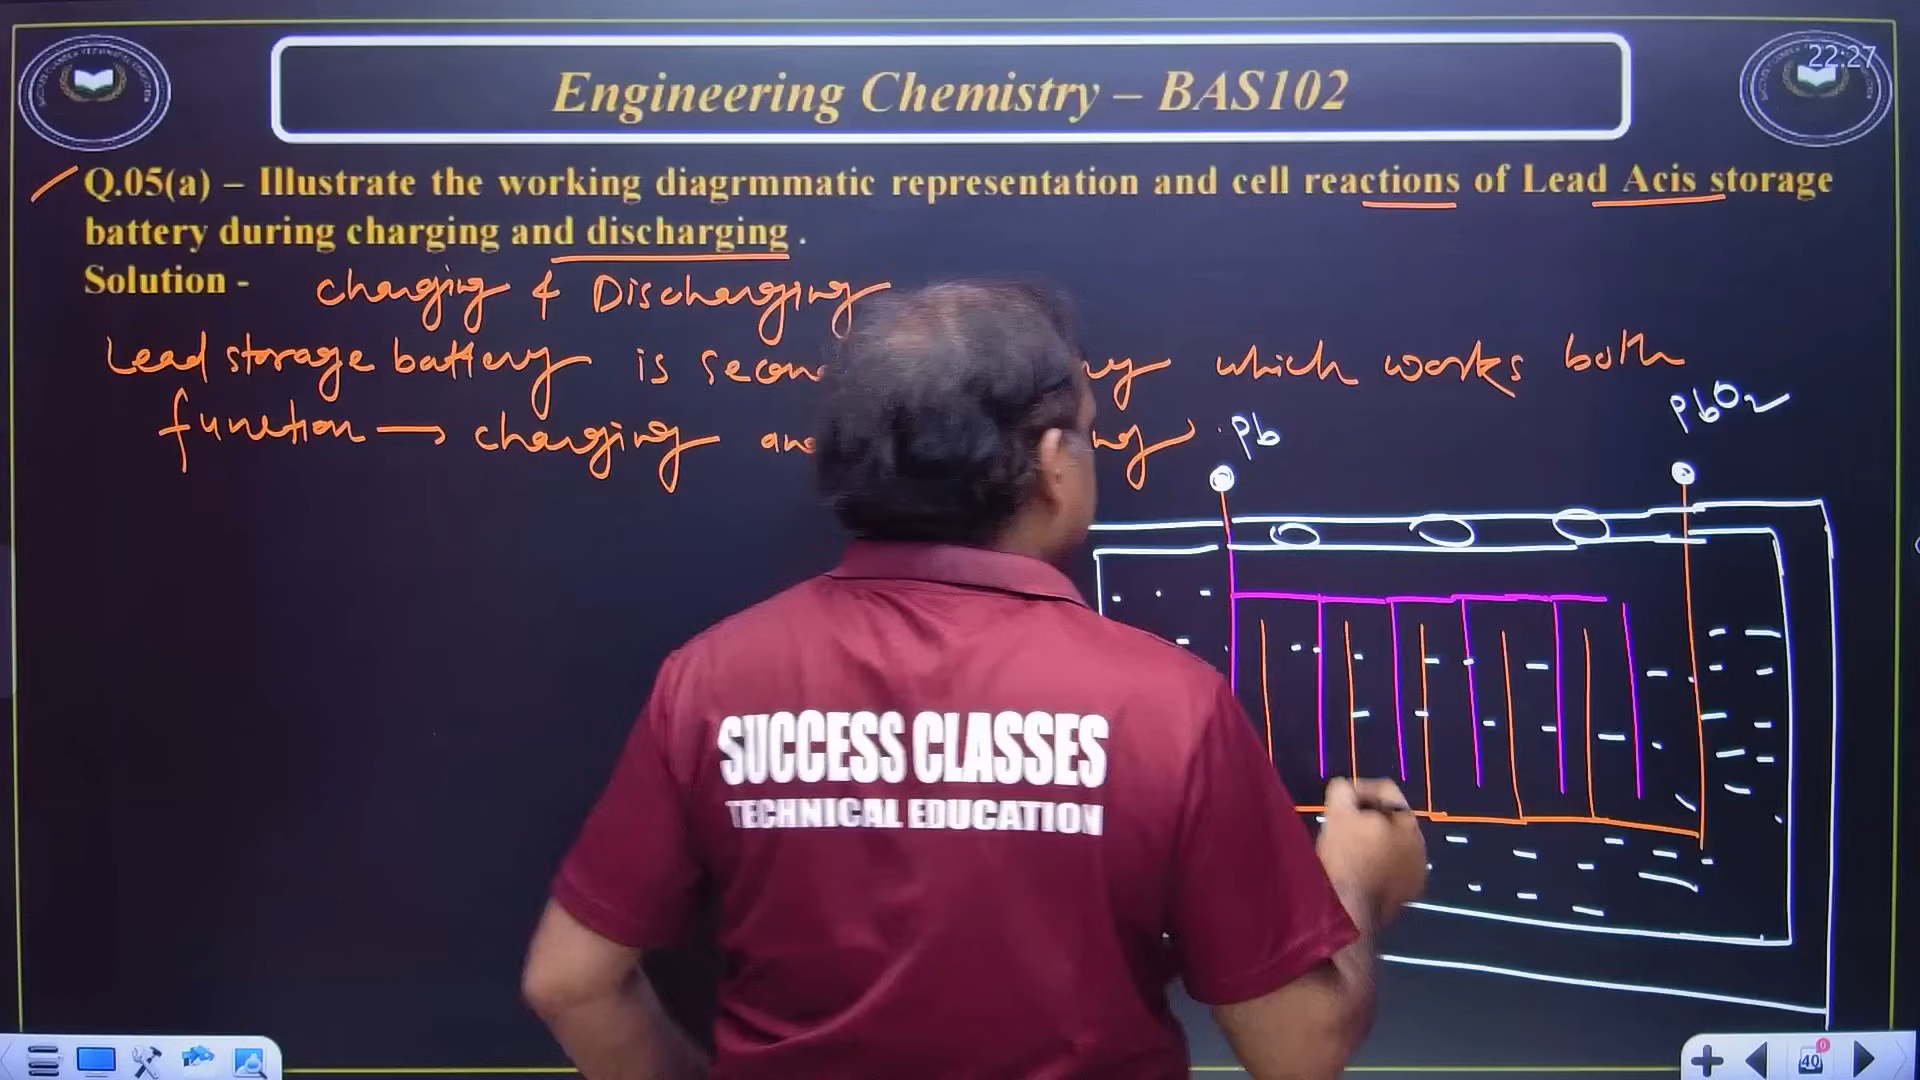 Engineering Chemistry – BAS102
22:27
Q.05(a) – Illustrate the working diagrmmatic representation and cell reactions of Lead Acis storage
battery during charging and discharging .
Solution -
charging & Discharging
Lead storage battery is secon which works both
function → charging
Pb
PbO2
SUCCESS CLASSES
TECHNICAL EDUCATION
40
0